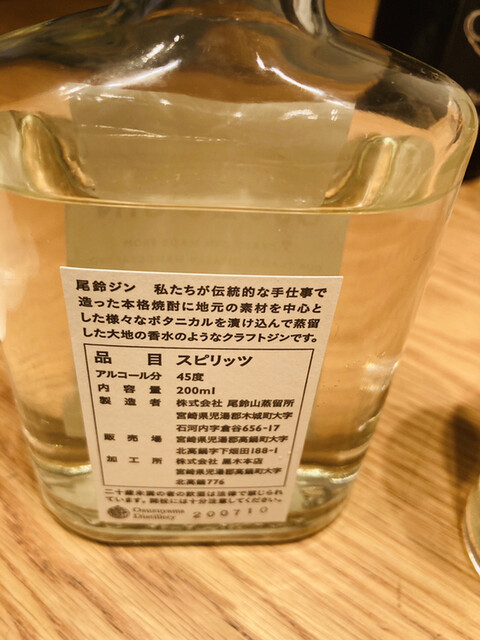 尾鈴ジン 私たちが伝統的な手仕事で
造った本格焼酎に地元の素材を中心と
した様々なボタニカルを漬け込んで蒸留
した大地の香水のようなクラフトジンです。
品目 スピリッツ
アルコール分 45度
内容量 200ml
製造者 株式会社 尾鈴山蒸留所
宮崎県児湯郡木城町大字
石河内字倉谷656-17
販売場 宮崎県児湯郡高鍋町大字
北高鍋字下畑田188-1
加工所 株式会社 黒木本店
宮崎県児湯郡高鍋町大字
北高鍋776
二十歳未満の者の飲酒は法律で禁じられ
ています。開栓には十分注意してください。
Osuzuyama
Distillery
200710